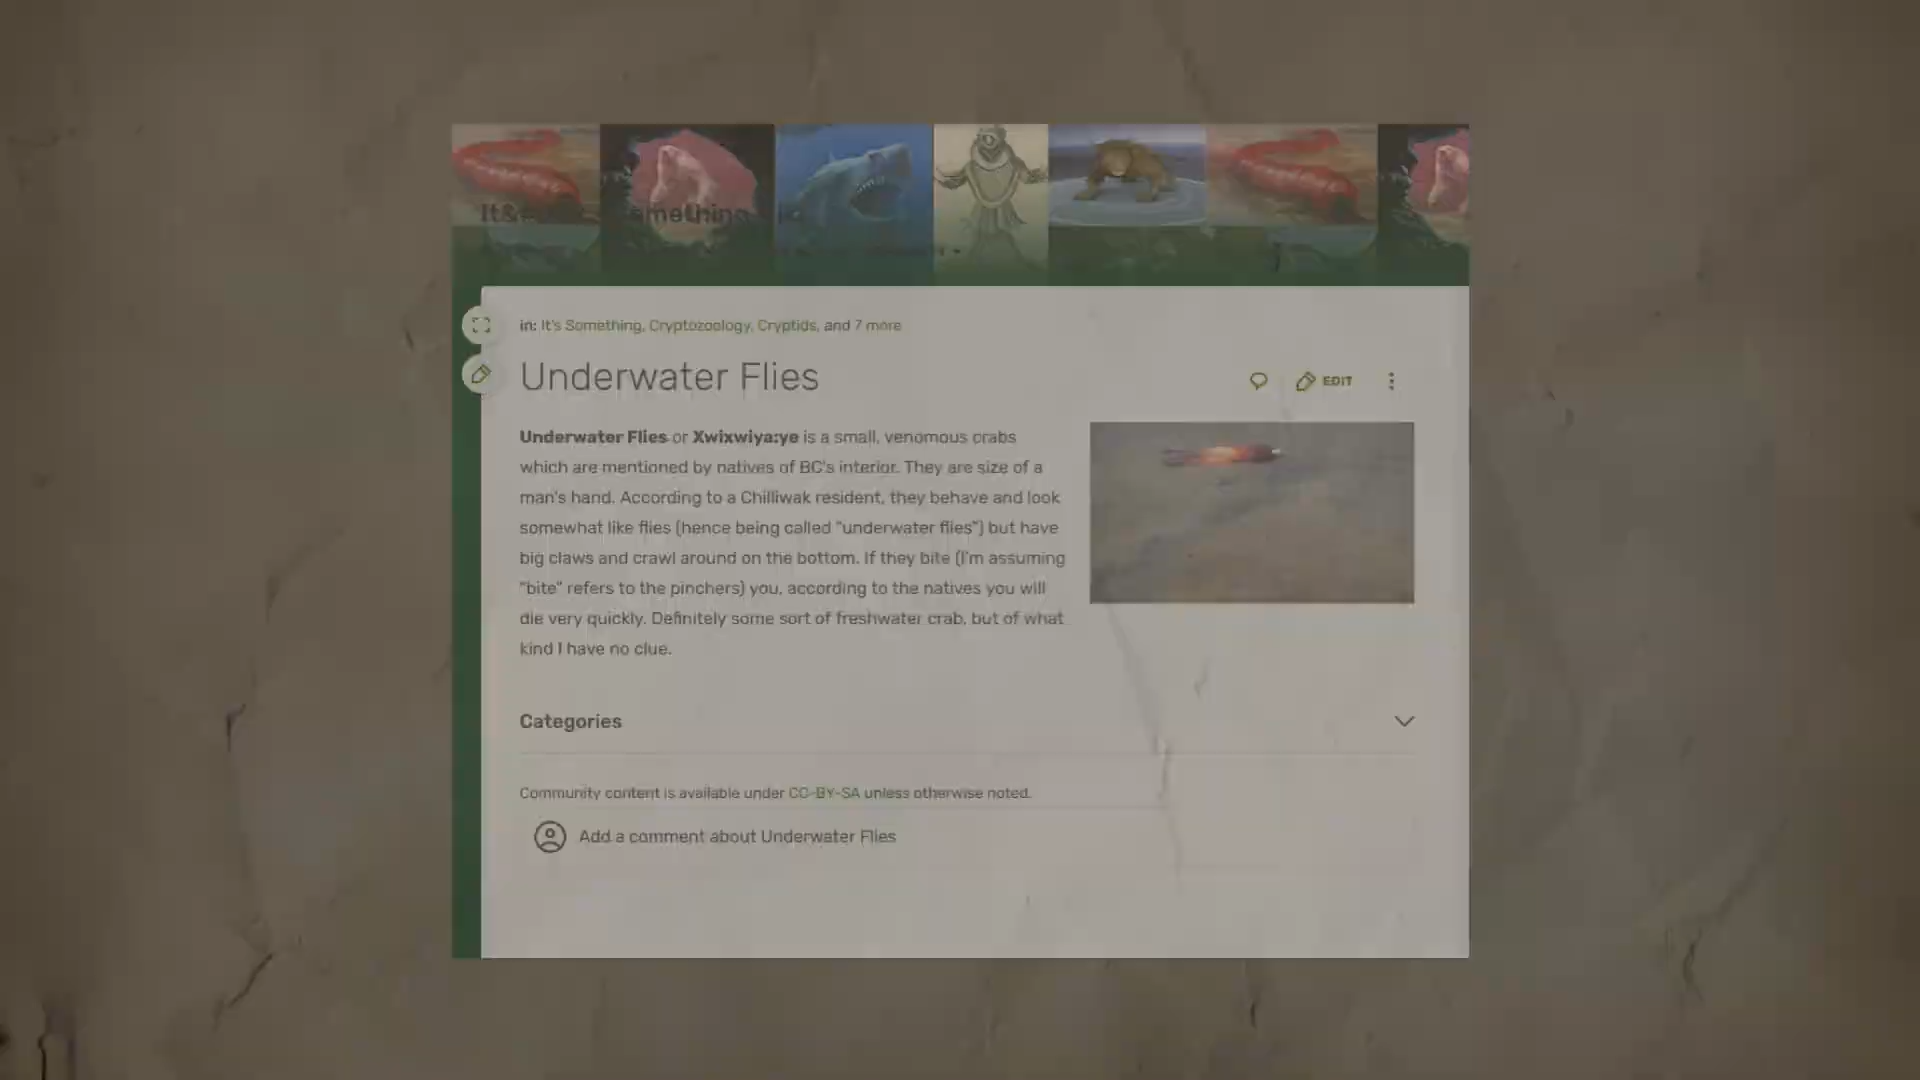 in: It's Something, Cryptozoology, Cryptids, and 7 more
Underwater Flies
EDIT
Underwater Flies or Xwixwiya:ye is a small, venomous crabs
which are mentioned by natives of BC's interior. They are size of a
man's hand. According to a Chilliwak resident, they behave and look
somewhat like flies (hence being called "underwater flies") but have
big claws and crawl around on the bottom. If they bite (I'm assuming
"bite" refers to the pinchers) you, according to the natives you will
die very quickly. Definitely some sort of freshwater crab, but of what
kind I have no clue.
Categories
Community content is available under CC-BY-SA unless otherwise noted.
Add a comment about Underwater Flies